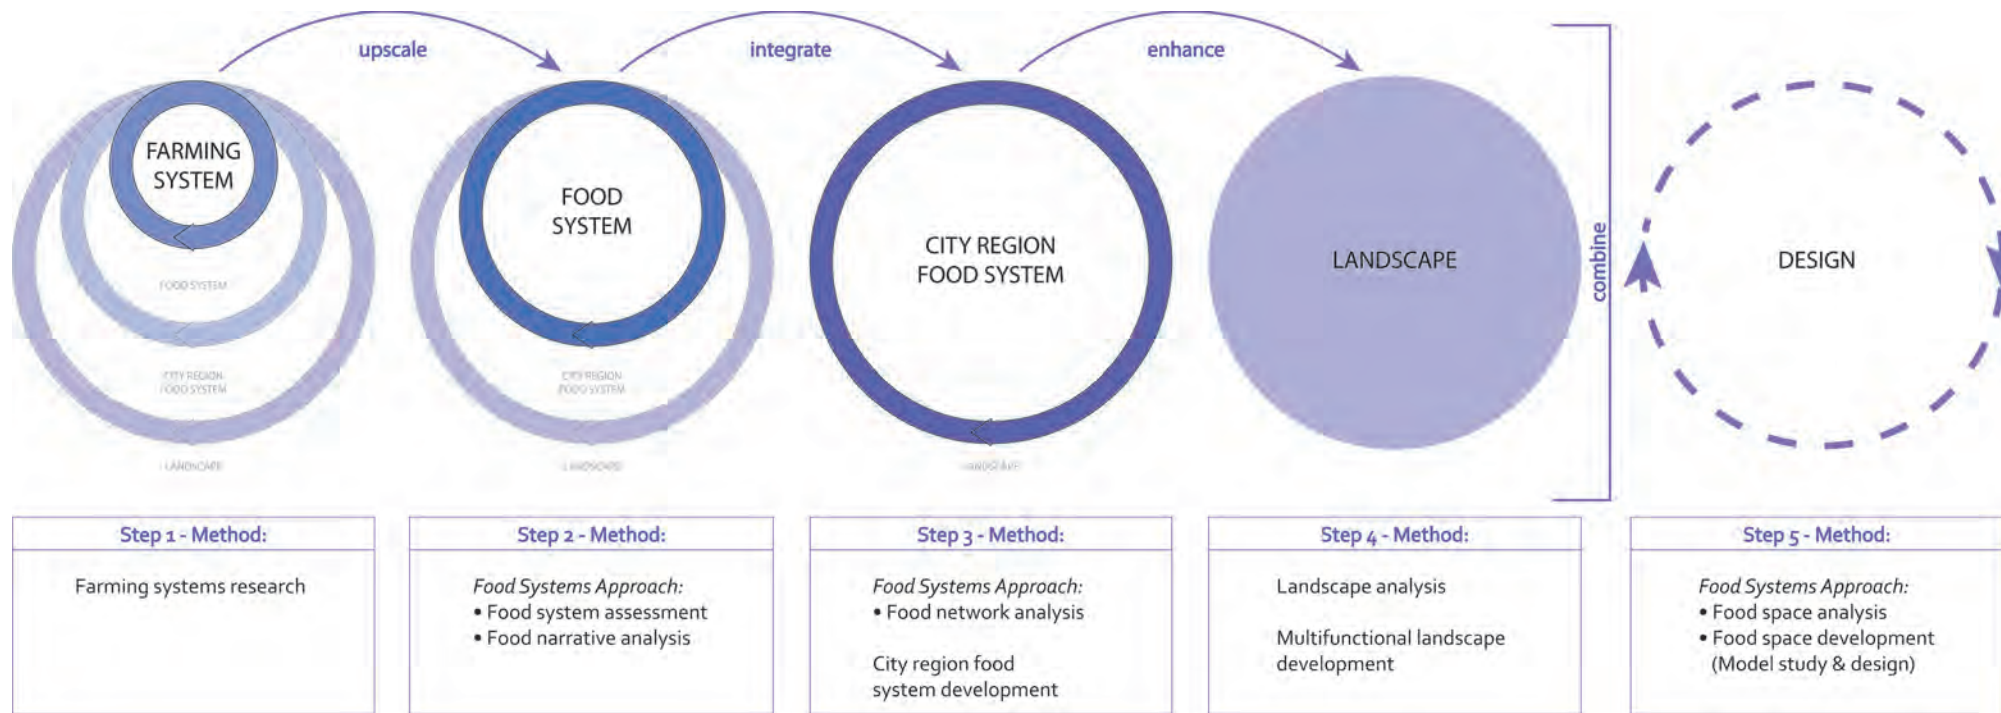 upscale
integrate
enhance
FARMING
SYSTEM
FOOD SYSTEM
CITY REGION
FOOD SYSTEM
LANDSCAPE
FOOD
SYSTEM
CITY REGION
FOOD SYSTEM
LANDSCAPE
CITY REGION
FOOD SYSTEM
LANDSCAPE
LANDSCAPE
combine
DESIGN
Step 1 - Method:
Farming systems research
Step 2 - Method:
Food Systems Approach:
• Food system assessment
• Food narrative analysis
Step 3 - Method:
Food Systems Approach:
• Food network analysis
City region food
system development
Step 4 - Method:
Landscape analysis
Multifunctional landscape
development
Step 5 - Method:
Food Systems Approach:
• Food space analysis
• Food space development
(Model study & design)